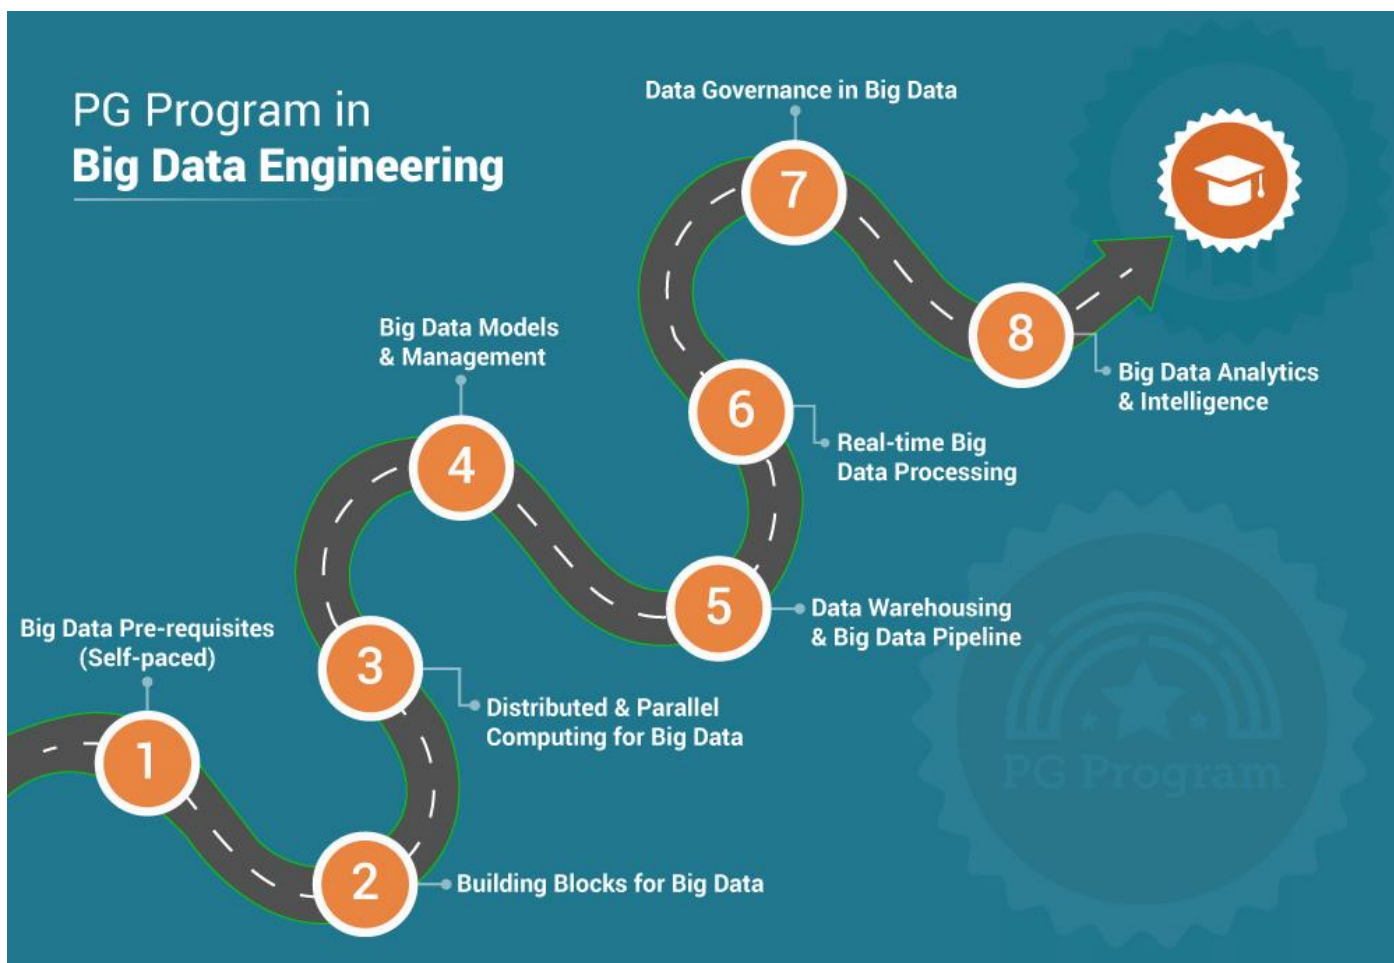 PG Program in
Big Data Engineering
1
Big Data Pre-requisites
(Self-paced)
2
Building Blocks for Big Data
3
Distributed & Parallel
Computing for Big Data
4
Big Data Models
& Management
5
Data Warehousing
& Big Data Pipeline
6
Real-time Big
Data Processing
7
Data Governance in Big Data
8
Big Data Analytics
& Intelligence
PG Program